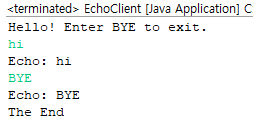 <terminated> EchoClient [Java Application] C
Hello! Enter BYE to exit.
hi
Echo: hi
BYE
Echo: BYE
The End